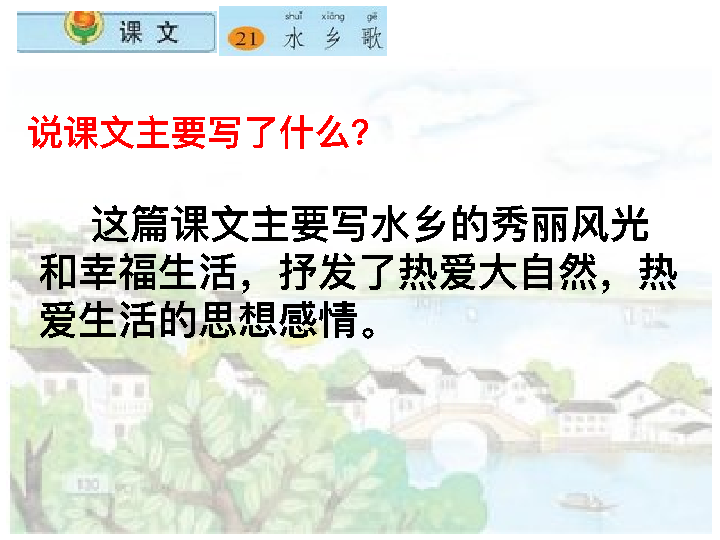 课文
shuǐ xiāng gē
21 水乡歌
说课文主要写了什么？
这篇课文主要写水乡的秀丽风光
和幸福生活，抒发了热爱大自然，热
爱生活的思想感情。
130